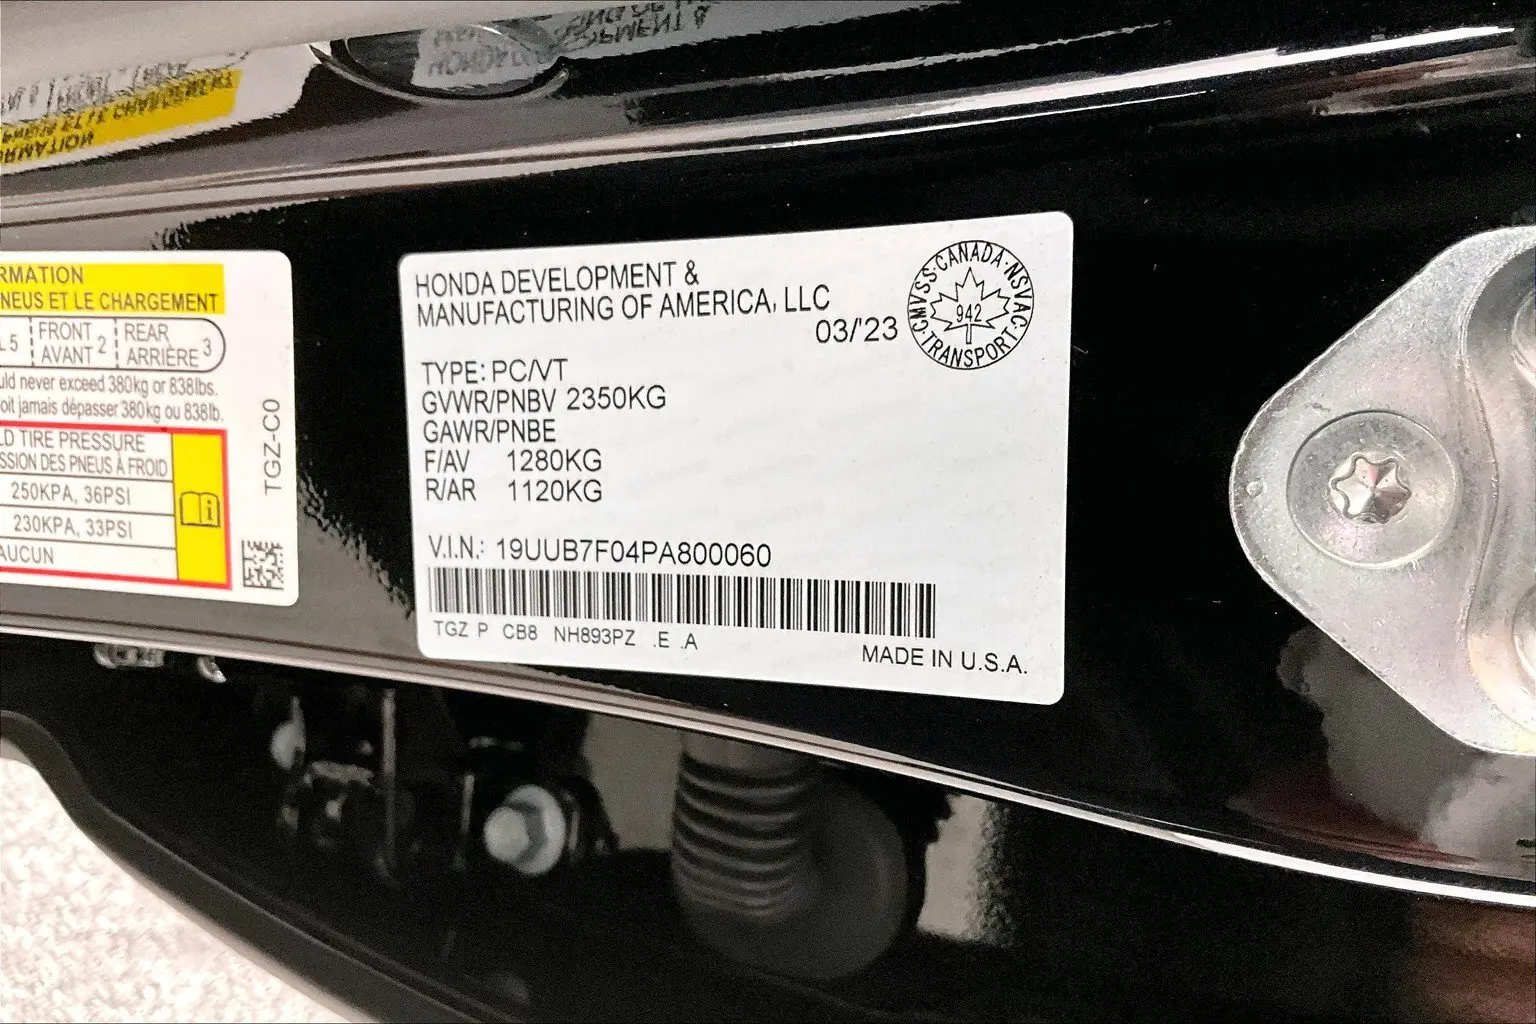 RMATION
NEUS ET LE CHARGEMENT
L 5 FRONT AVANT 2 REAR ARRIÈRE 3
uld never exceed 380kg or 838lbs.
oit jamais dépasser 380kg ou 838lb.
LD TIRE PRESSURE
SSION DES PNEUS À FROID
250KPA, 36PSI
230KPA, 33PSI
AUCUN
TGZ-C0
HONDA DEVELOPMENT &
MANUFACTURING OF AMERICA, LLC
03/'23
CMVSS·CANADA·NSVAC·TRANSPORT
942
TYPE: PC/VT
GVWR/PNBV 2350KG
GAWR/PNBE
F/AV 1280KG
R/AR 1120KG
V.I.N.: 19UUB7F04PA800060
TGZ P CB8 NH893PZ .E .A
MADE IN U.S.A.